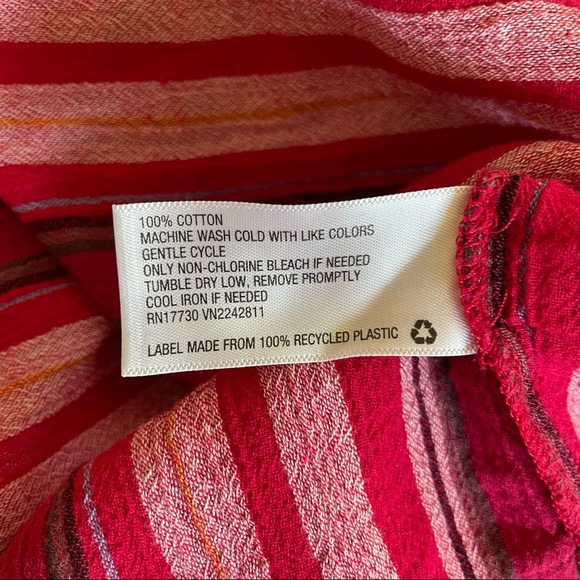 100% COTTON
MACHINE WASH COLD WITH LIKE COLORS
GENTLE CYCLE
ONLY NON-CHLORINE BLEACH IF NEEDED
TUMBLE DRY LOW, REMOVE PROMPTLY
COOL IRON IF NEEDED
RN17730 VN2242811
LABEL MADE FROM 100% RECYCLED PLASTIC